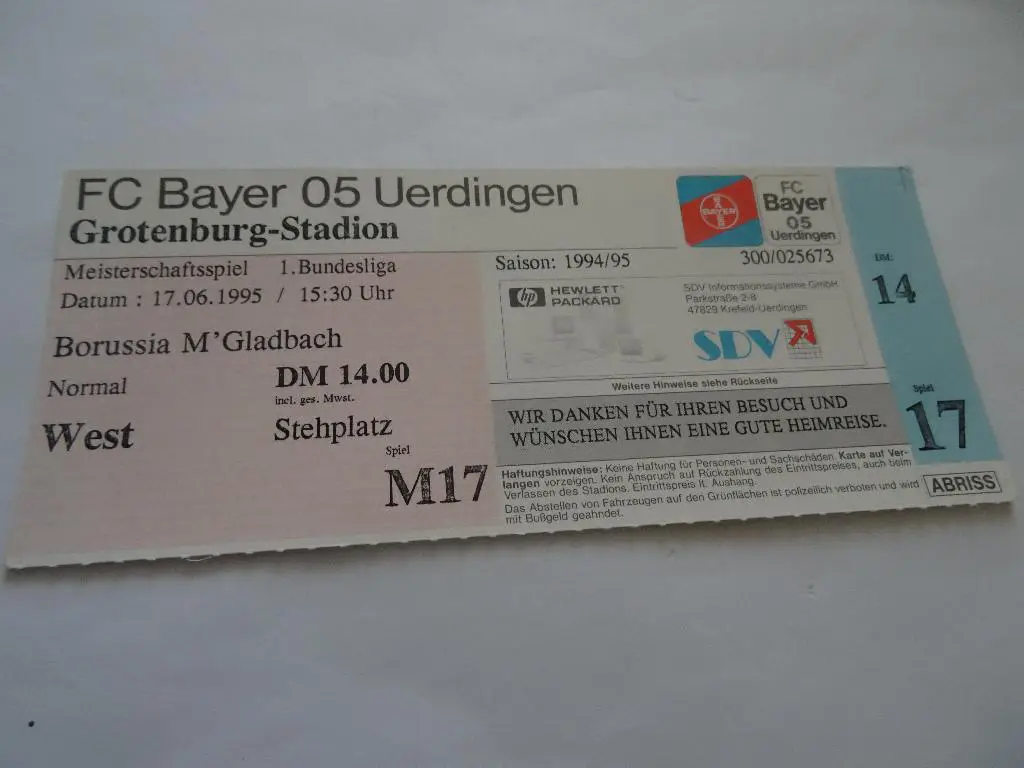 FC Bayer 05 Uerdingen
Grotenburg-Stadion
BAYER
FC
Bayer
05
Uerdingen
Meisterschaftsspiel 1.Bundesliga
Datum : 17.06.1995 / 15:30 Uhr
Borussia M'Gladbach
Normal
DM 14.00
incl. ges. Mwst.
West
Stehplatz
Spiel
M17
Saison: 1994/95
300/025673
hp HEWLETT
PACKARD
SDV Informationssysteme GmbH
Parkstraße 2-8
47829 Krefeld-Uerdingen
SDV
Weitere Hinweise siehe Rückseite
WIR DANKEN FÜR IHREN BESUCH UND
WÜNSCHEN IHNEN EINE GUTE HEIMREISE.
Haftungshinweise: Keine Haftung für Personen- und Sachschäden. Karte auf Ver-
langen vorzeigen. Kein Anspruch auf Rückzahlung des Eintrittspreises, auch beim
Verlassen des Stadions. Eintrittspreis lt. Aushang.
Das Abstellen von Fahrzeugen auf den Grünflächen ist polizeilich verboten und wird
mit Bußgeld geahndet.
DM:
14
Spiel
17
ABRISS